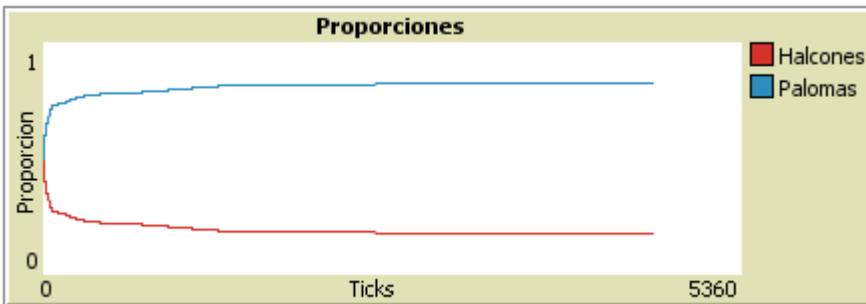 Proporciones
1
Proporcion
0
0
Ticks
5360
Halcones
Palomas